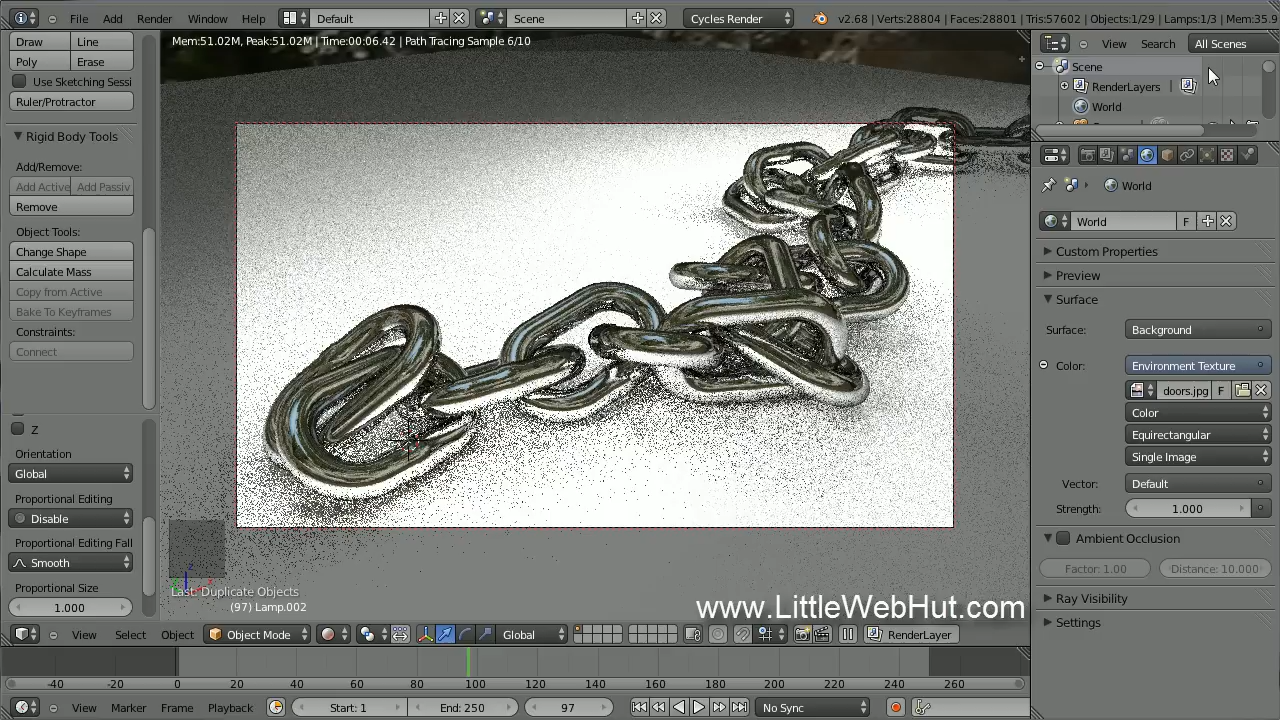 File Add Render Window Help Default Scene Cycles Render v2.68 | Verts:28804 | Faces:28801 | Tris:57602 | Objects:1/29 | Lamps:1/3 | Mem:35.9
Mem:51.02M, Peak:51.02M | Time:00:06.42 | Path Tracing Sample 6/10
Draw Line
Poly Erase
Use Sketching Sessi
Ruler/Protractor
Rigid Body Tools
Add/Remove:
Add Active Add Passiv
Remove
Object Tools:
Change Shape
Calculate Mass
Copy from Active
Bake To Keyframes
Constraints:
Connect
Z
Orientation
Global
Proportional Editing
Disable
Proportional Editing Fall
Smooth
Proportional Size
1.000
Last: Duplicate Objects
(97) Lamp.002
www.LittleWebHut.com
View Select Object Object Mode Global RenderLayer
View Search All Scenes
Scene
RenderLayers
World
World
World F
Custom Properties
Preview
Surface
Surface: Background
Color: Environment Texture
doors.jpg F
Color
Equirectangular
Single Image
Vector: Default
Strength: 1.000
Ambient Occlusion
Factor: 1.00 Distance: 10.000
Ray Visibility
Settings
-40 -20 0 20 40 60 80 100 120 140 160 180 200 220 240 260
View Marker Frame Playback Start: 1 End: 250 97 No Sync